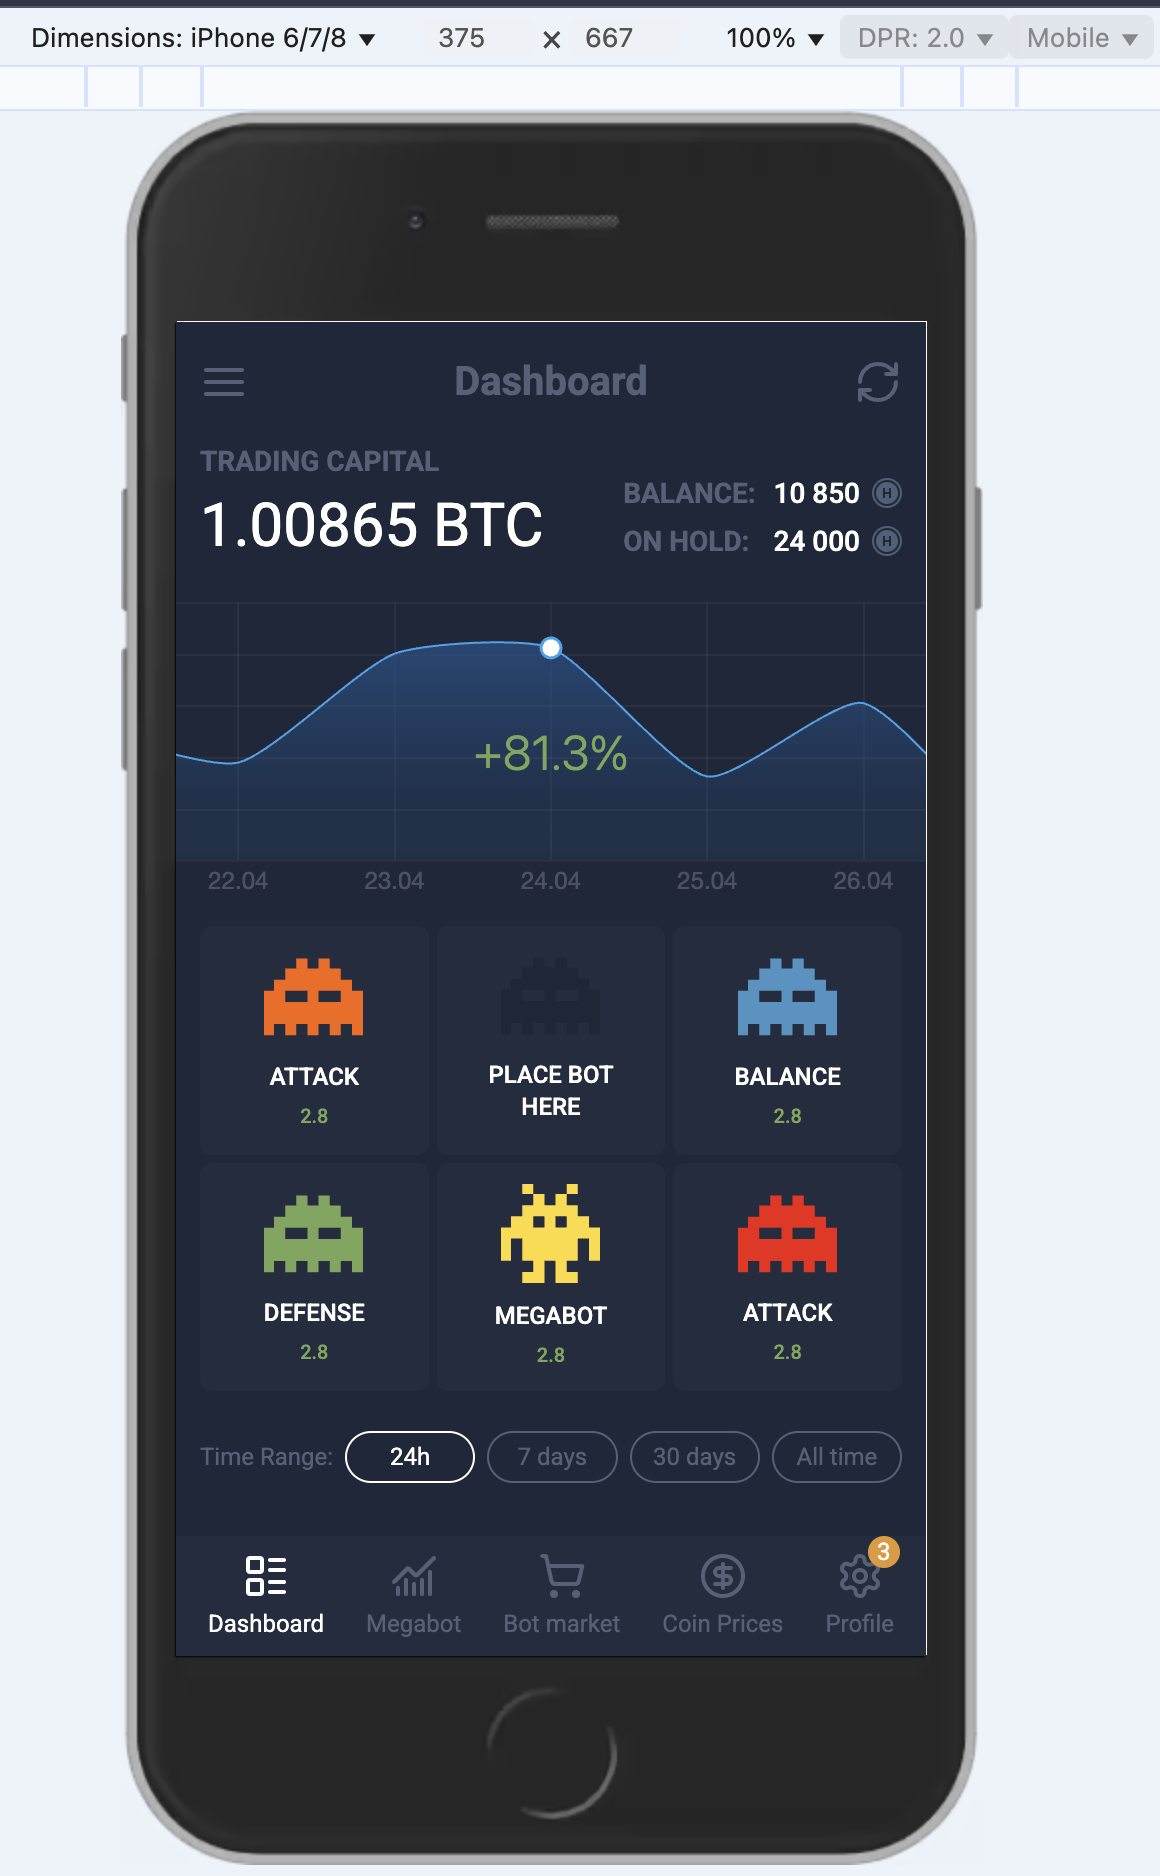 Dimensions: iPhone 6/7/8 ▼ 375 × 667 100% ▼ DPR: 2.0 ▼ Mobile ▼
Dashboard
TRADING CAPITAL
1.00865 BTC
BALANCE: 10 850 H
ON HOLD: 24 000 H
+81.3%
22.04 23.04 24.04 25.04 26.04
ATTACK
2.8
PLACE BOT
HERE
BALANCE
2.8
DEFENSE
2.8
MEGABOT
2.8
ATTACK
2.8
Time Range: 24h 7 days 30 days All time
3
Dashboard Megabot Bot market Coin Prices Profile